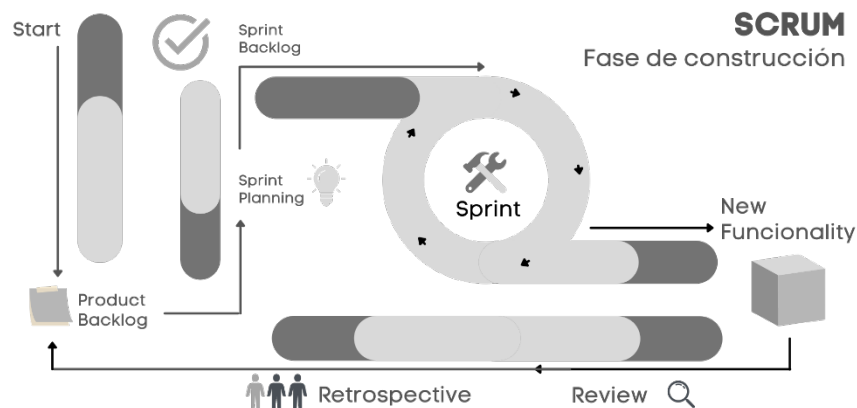 SCRUM
Fase de construcción
Start
Sprint
Backlog
Sprint
Planning
Sprint
New
Funcionality
Product
Backlog
Retrospective
Review